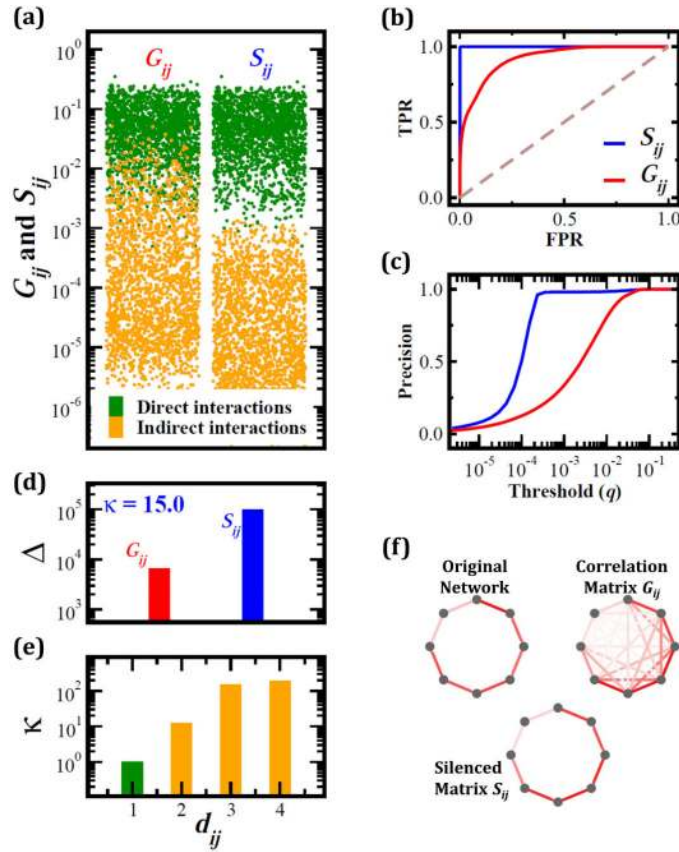 (a)
G_ij and S_ij
10^0
10^-1
10^-2
10^-3
10^-4
10^-5
10^-6
G_ij
S_ij
Direct interactions
Indirect interactions
(b)
TPR
1.0
0.5
0.0
S_ij
G_ij
0.0 0.5 1.0
FPR
(c)
Precision
1.0
0.5
0.0
10^-5 10^-4 10^-3 10^-2 10^-1
Threshold (q)
(d)
Δ
10^5
10^4
10^3
κ = 15.0
G_ij
S_ij
(e)
κ
10^2
10^1
10^0
1 2 3 4
d_ij
(f)
Original
Network
Correlation
Matrix G_ij
Silenced
Matrix S_ij